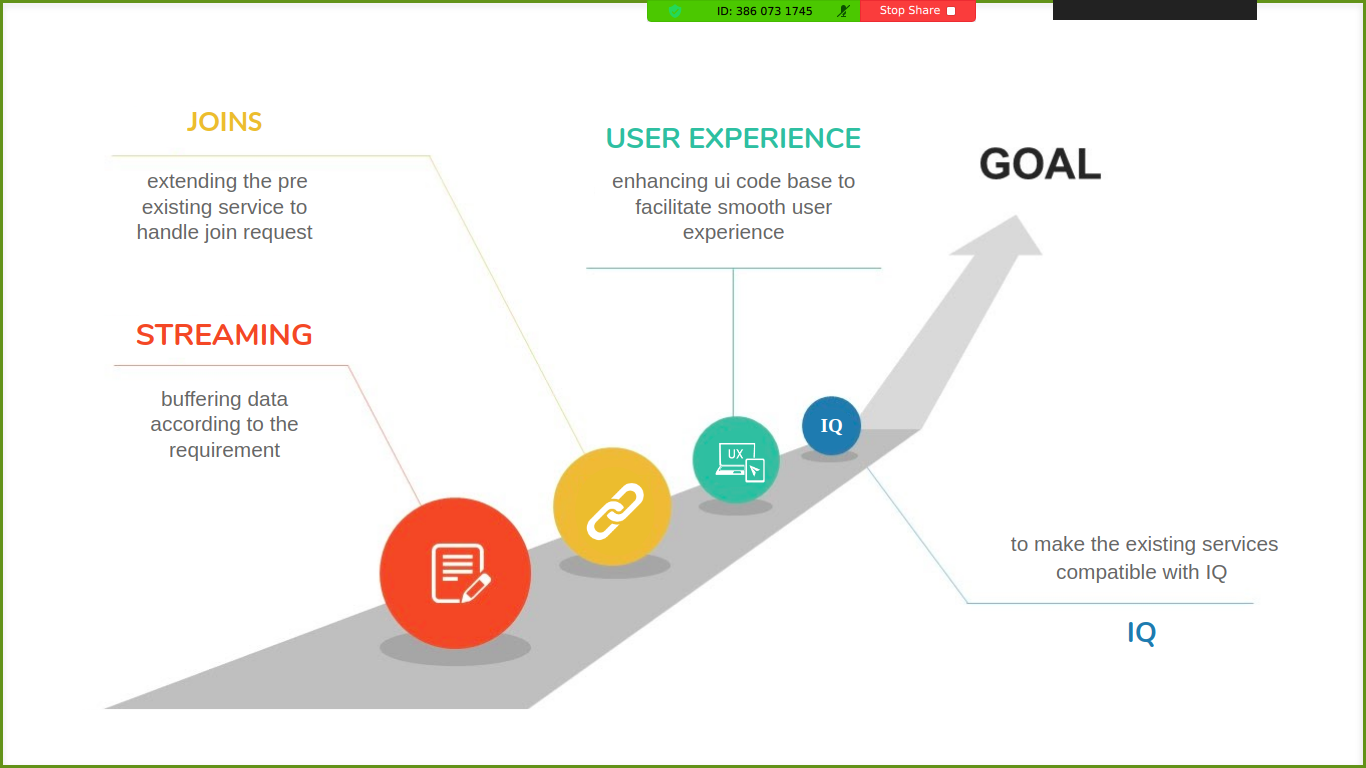 ID: 386 073 1745
Stop Share
JOINS
extending the pre
existing service to
handle join request
USER EXPERIENCE
enhancing ui code base to
facilitate smooth user
experience
GOAL
STREAMING
buffering data
according to the
requirement
UX
IQ
to make the existing services
compatible with IQ
IQ